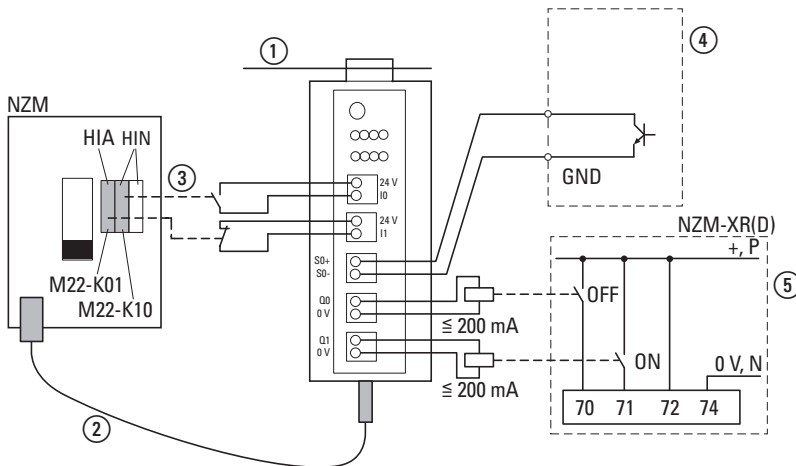 ①
④
NZM
HIA HIN
③
24 V
I0
GND
24 V
I1
NZM-XR(D)
+, P
M22-K01
M22-K10
S0+
S0-
⑤
Q0
0 V
OFF
≦ 200 mA
Q1
0 V
ON
0 V, N
≦ 200 mA
70 71 72 74
②